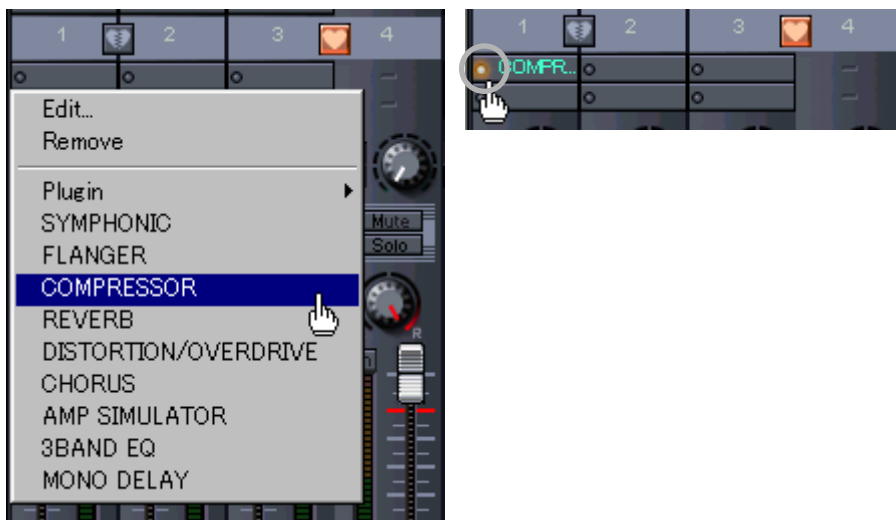 1 2 3 4
Edit...
Remove
Plugin
SYMPHONIC
FLANGER
COMPRESSOR
REVERB
DISTORTION/OVERDRIVE
CHORUS
AMP SIMULATOR
3BAND EQ
MONO DELAY
Mute
Solo
R
1 2 3 4
COMPR...